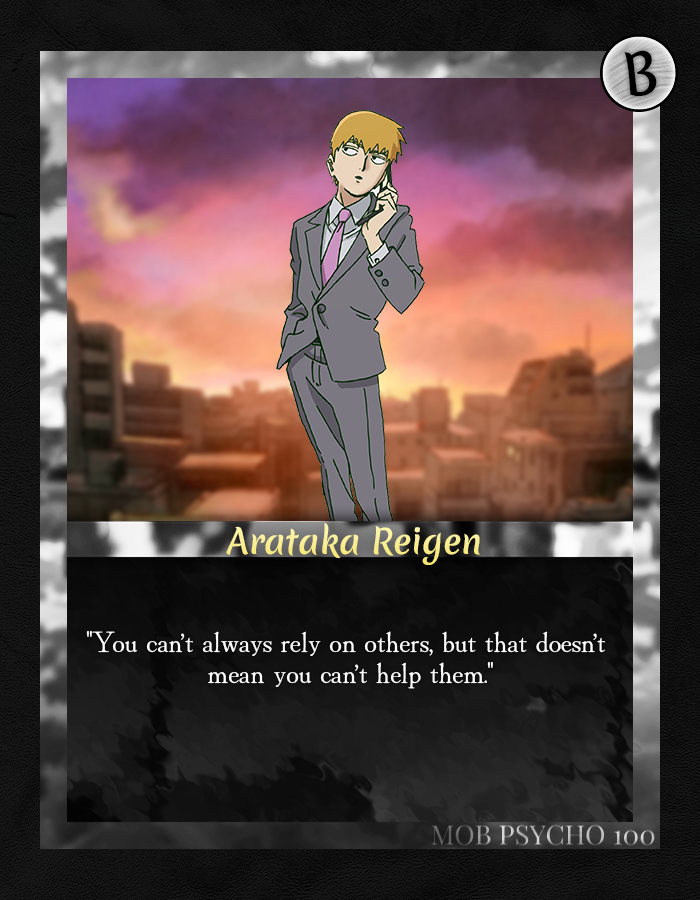 B
Arataka Reigen
"You can't always rely on others, but that doesn't
mean you can't help them."
MOB PSYCHO 100